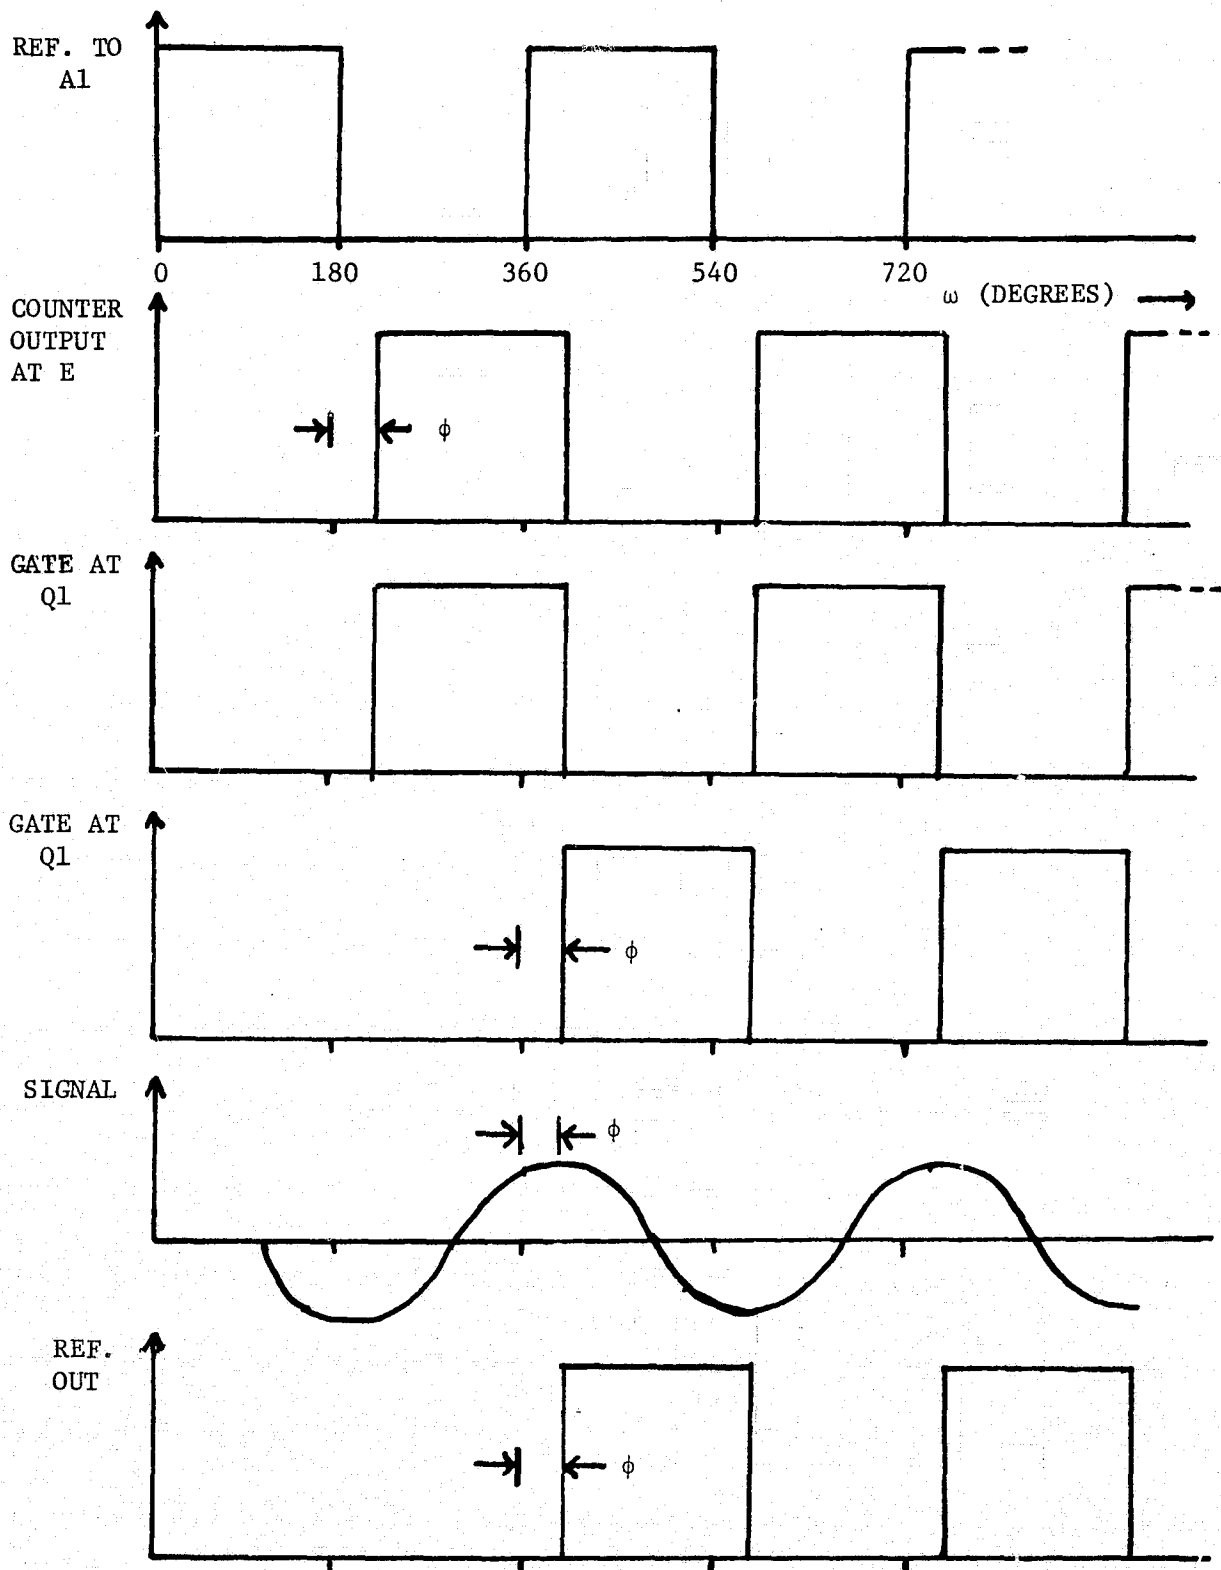 REF. TO
A1
0 180 360 540 720
ω (DEGREES)
COUNTER
OUTPUT
AT E
ϕ
GATE AT
Q1
GATE AT
Q1
ϕ
SIGNAL
ϕ
REF.
OUT
ϕ